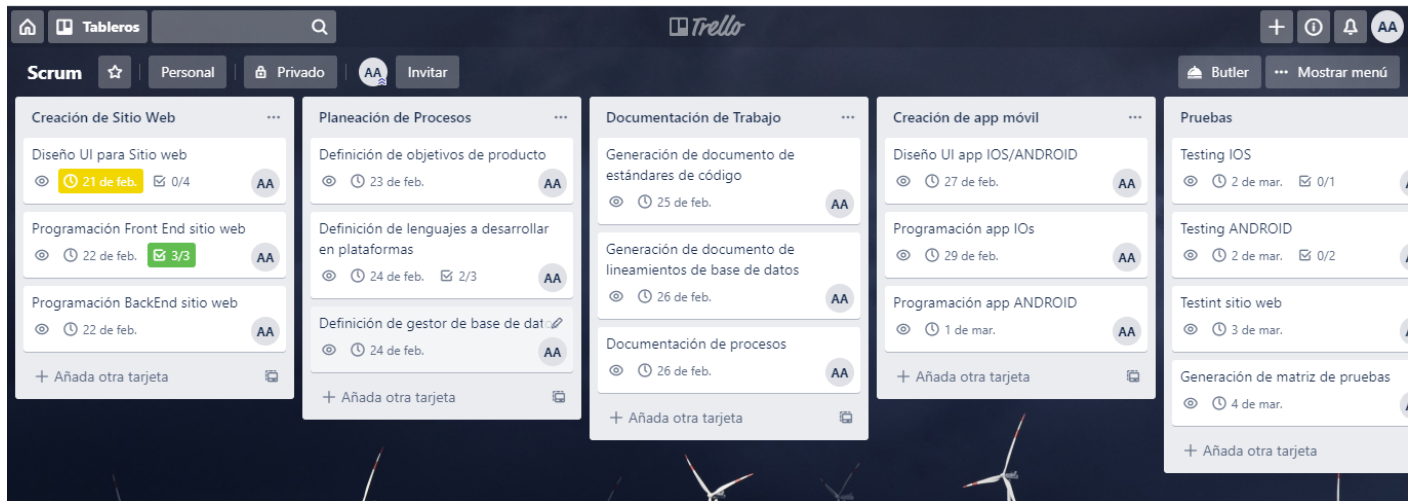 Tableros
Trello
AA
Scrum
Personal
Privado
AA
Invitar
Butler
··· Mostrar menú
Creación de Sitio Web
Diseño UI para Sitio web
21 de feb.
0/4
AA
Programación Front End sitio web
22 de feb.
3/3
AA
Programación BackEnd sitio web
22 de feb.
AA
+ Añada otra tarjeta
Planeación de Procesos
Definición de objetivos de producto
23 de feb.
AA
Definición de lenguajes a desarrollar
en plataformas
24 de feb.
2/3
AA
Definición de gestor de base de dato
24 de feb.
AA
+ Añada otra tarjeta
Documentación de Trabajo
Generación de documento de
estándares de código
25 de feb.
AA
Generación de documento de
lineamientos de base de datos
26 de feb.
AA
Documentación de procesos
26 de feb.
AA
+ Añada otra tarjeta
Creación de app móvil
Diseño UI app IOS/ANDROID
27 de feb.
AA
Programación app IOs
29 de feb.
AA
Programación app ANDROID
1 de mar.
AA
+ Añada otra tarjeta
Pruebas
Testing IOS
2 de mar.
0/1
Testing ANDROID
2 de mar.
0/2
Testint sitio web
3 de mar.
Generación de matriz de pruebas
4 de mar.
+ Añada otra tarjeta